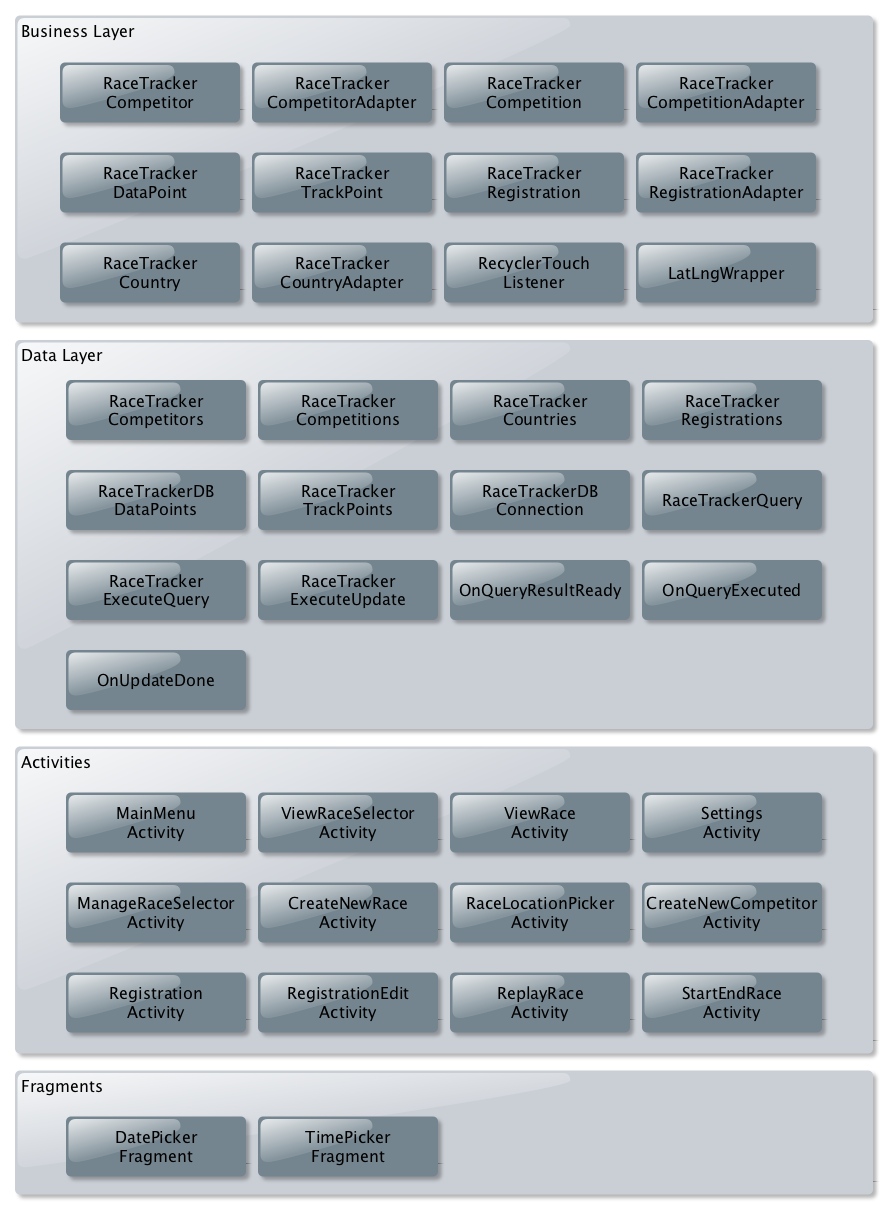 Business Layer
RaceTracker
Competitor
RaceTracker
CompetitorAdapter
RaceTracker
Competition
RaceTracker
CompetitionAdapter
RaceTracker
DataPoint
RaceTracker
TrackPoint
RaceTracker
Registration
RaceTracker
RegistrationAdapter
RaceTracker
Country
RaceTracker
CountryAdapter
RecyclerTouch
Listener
LatLngWrapper
Data Layer
RaceTracker
Competitors
RaceTracker
Competitions
RaceTracker
Countries
RaceTracker
Registrations
RaceTrackerDB
DataPoints
RaceTracker
TrackPoints
RaceTrackerDB
Connection
RaceTrackerQuery
RaceTracker
ExecuteQuery
RaceTracker
ExecuteUpdate
OnQueryResultReady
OnQueryExecuted
OnUpdateDone
Activities
MainMenu
Activity
ViewRaceSelector
Activity
ViewRace
Activity
Settings
Activity
ManageRaceSelector
Activity
CreateNewRace
Activity
RaceLocationPicker
Activity
CreateNewCompetitor
Activity
Registration
Activity
RegistrationEdit
Activity
ReplayRace
Activity
StartEndRace
Activity
Fragments
DatePicker
Fragment
TimePicker
Fragment